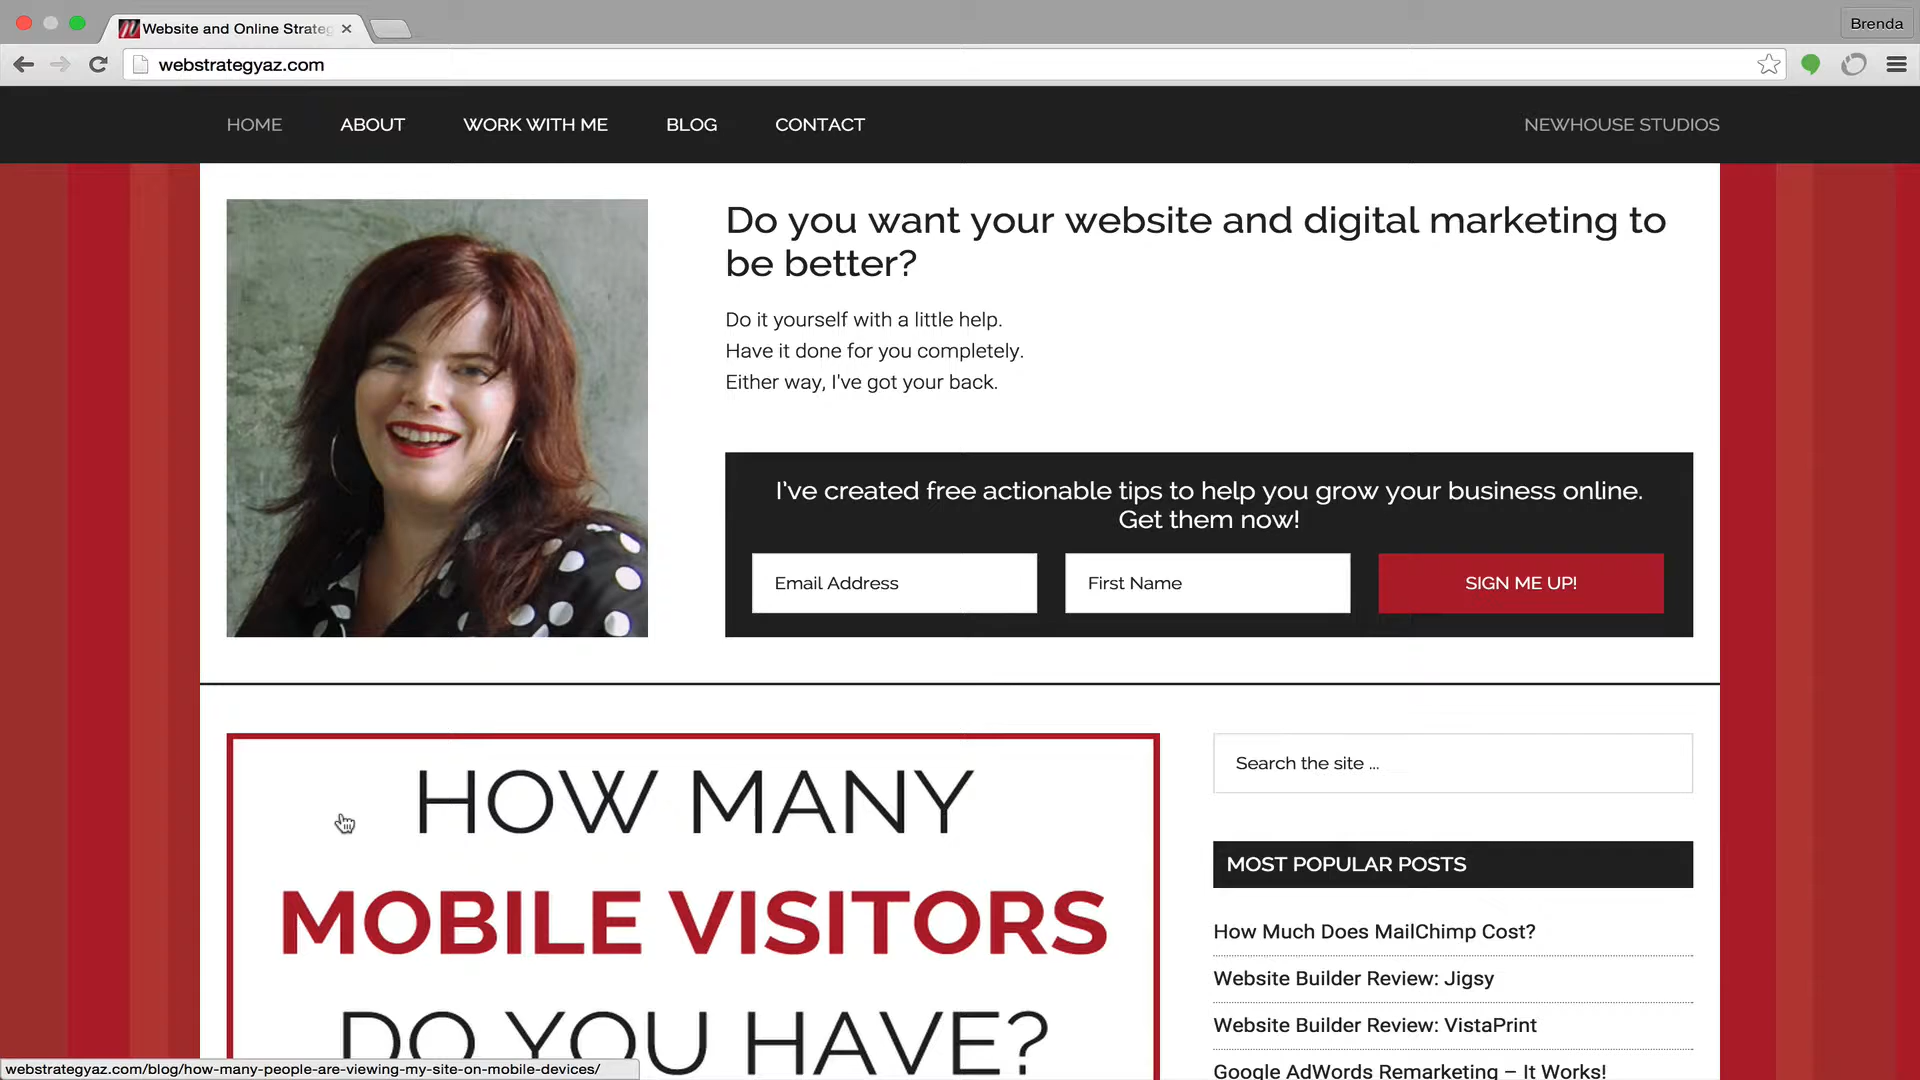 Website and Online Strate
Brenda
webstrategyaz.com
HOME
ABOUT
WORK WITH ME
BLOG
CONTACT
NEWHOUSE STUDIOS
Do you want your website and digital marketing to
be better?
Do it yourself with a little help.
Have it done for you completely.
Either way, I've got your back.
I've created free actionable tips to help you grow your business online.
Get them now!
Email Address
First Name
SIGN ME UP!
HOW MANY
MOBILE VISITORS
DO YOU HAVE?
Search the site ...
MOST POPULAR POSTS
How Much Does MailChimp Cost?
Website Builder Review: Jigsy
Website Builder Review: VistaPrint
Google AdWords Remarketing – It Works!
webstrategyaz.com/blog/how-many-people-are-viewing-my-site-on-mobile-devices/